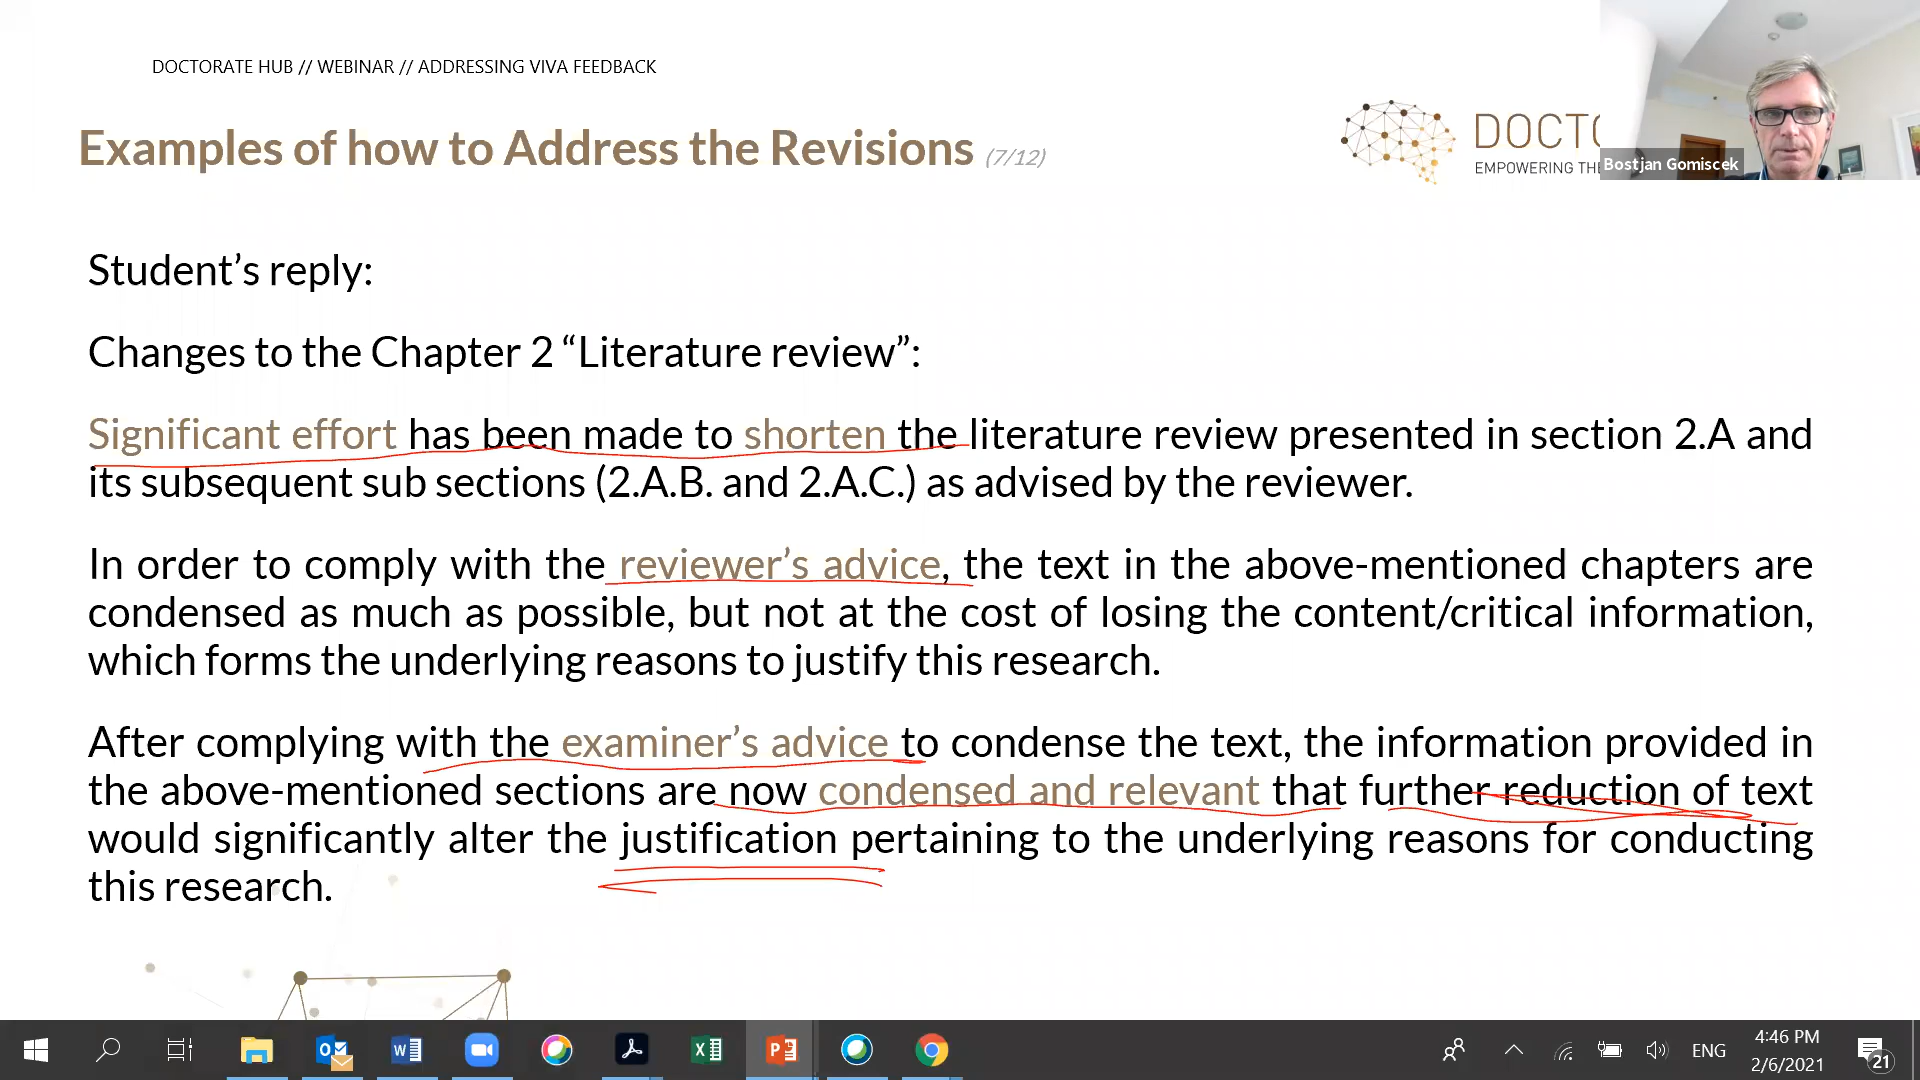 DOCTORATE HUB // WEBINAR // ADDRESSING VIVA FEEDBACK
Examples of how to Address the Revisions (7/12)
DOCTO
EMPOWERING THE
Bostjan Gomiscek
Student’s reply:
Changes to the Chapter 2 “Literature review”:
Significant effort has been made to shorten the literature review presented in section 2.A and
its subsequent sub sections (2.A.B. and 2.A.C.) as advised by the reviewer.
In order to comply with the reviewer’s advice, the text in the above-mentioned chapters are
condensed as much as possible, but not at the cost of losing the content/critical information,
which forms the underlying reasons to justify this research.
After complying with the examiner’s advice to condense the text, the information provided in
the above-mentioned sections are now condensed and relevant that further reduction of text
would significantly alter the justification pertaining to the underlying reasons for conducting
this research.
ENG
4:46 PM
2/6/2021
21